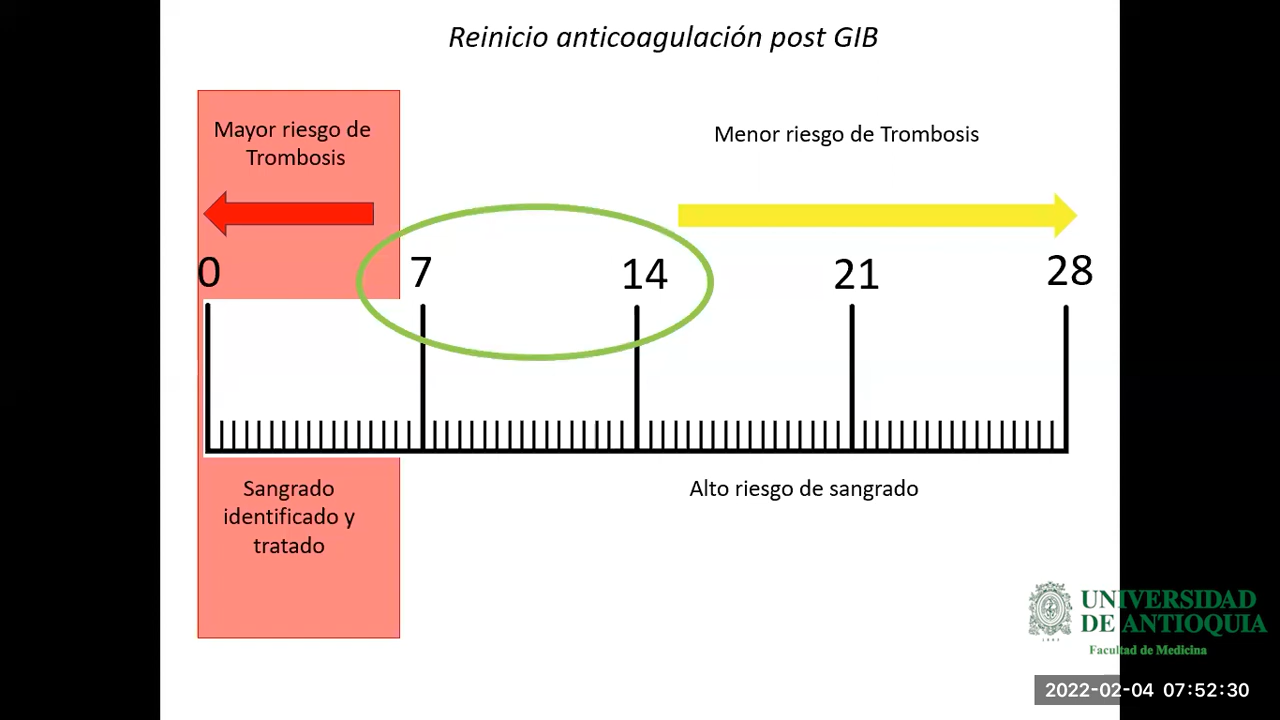 Reinicio anticoagulación post GIB
Mayor riesgo de
Trombosis
Menor riesgo de Trombosis
0
7
14
21
28
Sangrado
identificado y
tratado
Alto riesgo de sangrado
UNIVERSIDAD
DE ANTIOQUIA
Facultad de Medicina
2022-02-04 07:52:30